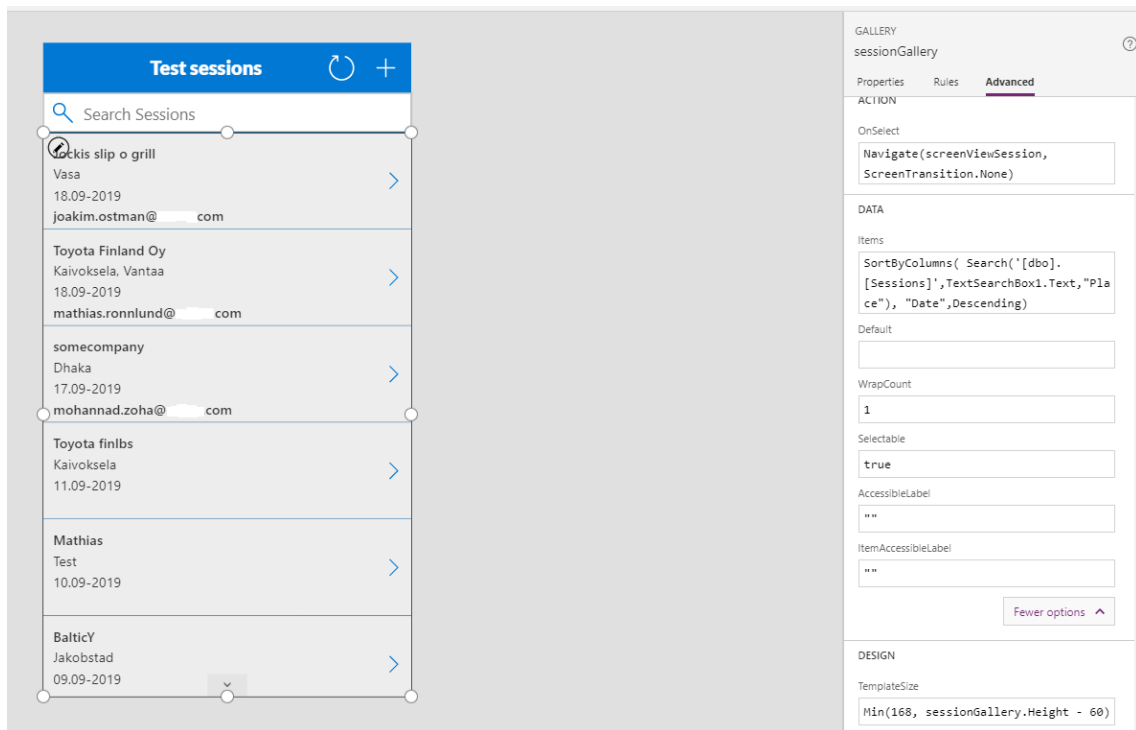 Test sessions
Search Sessions
Jockis slip o grill
Vasa
18.09-2019
joakim.ostman@ com
Toyota Finland Oy
Kaivoksela, Vantaa
18.09-2019
mathias.ronnlund@ com
somecompany
Dhaka
17.09-2019
mohannad.zoha@ com
Toyota finlbs
Kaivoksela
11.09-2019
Mathias
Test
10.09-2019
BalticY
Jakobstad
09.09-2019
GALLERY
sessionGallery
?
Properties Rules Advanced
ACTION
OnSelect
Navigate(screenViewSession,
ScreenTransition.None)
DATA
Items
SortByColumns( Search('[dbo].
[Sessions]',TextSearchBox1.Text,"Pla
ce"), "Date",Descending)
Default
WrapCount
1
Selectable
true
AccessibleLabel
""
ItemAccessibleLabel
""
Fewer options
DESIGN
TemplateSize
Min(168, sessionGallery.Height - 60)